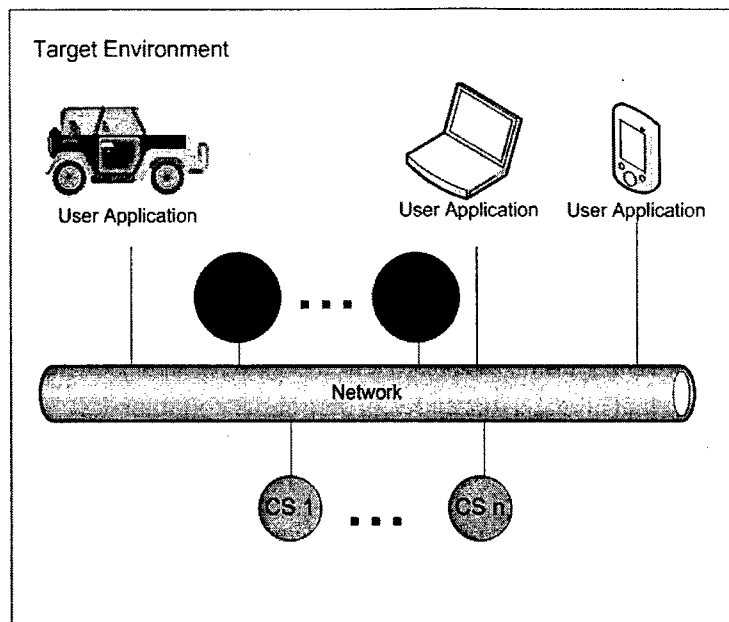 Target Environment
User Application
User Application
User Application
Network
CS 1
CS n